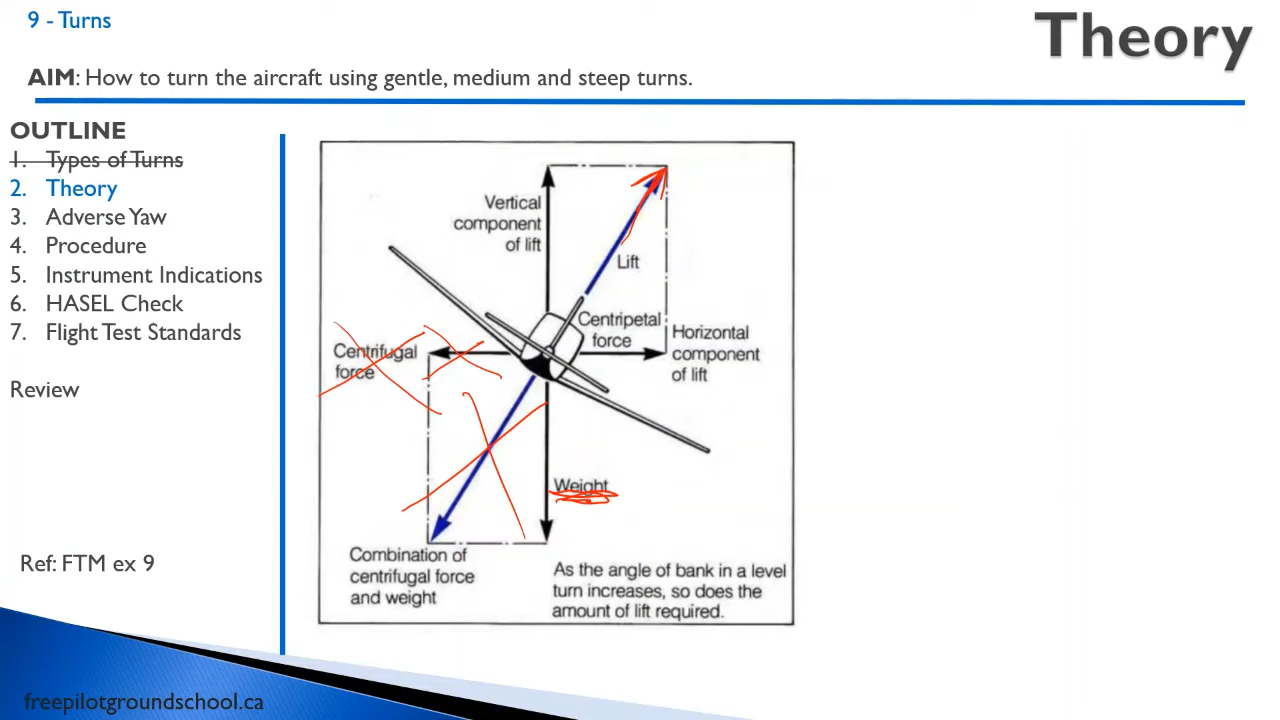 9 - Turns
Theory
AIM: How to turn the aircraft using gentle, medium and steep turns.
OUTLINE
1. Types of Turns
2. Theory
3. Adverse Yaw
4. Procedure
5. Instrument Indications
6. HASEL Check
7. Flight Test Standards
Review
Ref: FTM ex 9
freepilotgroundschool.ca
Vertical
component
of lift
Lift
Centripetal
force
Horizontal
component
of lift
Centrifugal
force
Weight
Combination of
centrifugal force
and weight
As the angle of bank in a level
turn increases, so does the
amount of lift required.